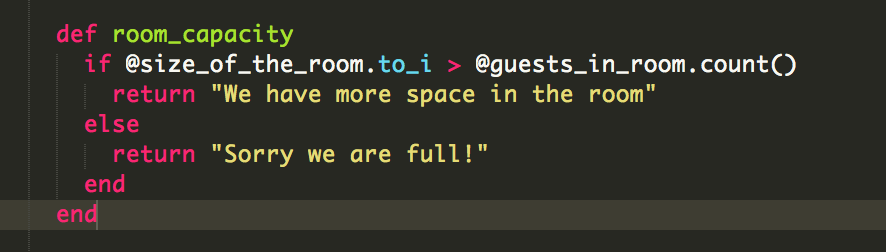 def room_capacity
  if @size_of_the_room.to_i > @guests_in_room.count()
    return "We have more space in the room"
  else
    return "Sorry we are full!"
  end
end